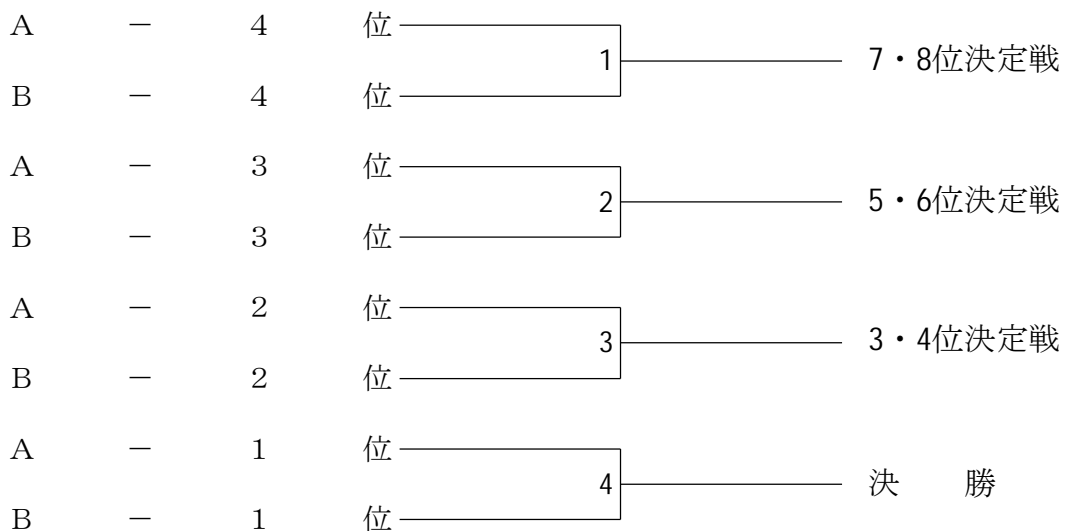 A － 4 位
1
7・8位決定戦
B － 4 位
A － 3 位
2
5・6位決定戦
B － 3 位
A － 2 位
3
3・4位決定戦
B － 2 位
A － 1 位
4
決　勝
B － 1 位